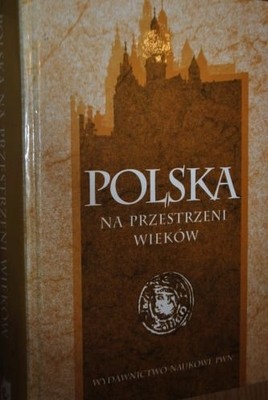 POLSKA
NA PRZESTRZENI
WIEKÓW
WYDAWNICTWO NAUKOWE PWN
POLSKA NA PRZESTRZENI WIEKÓW